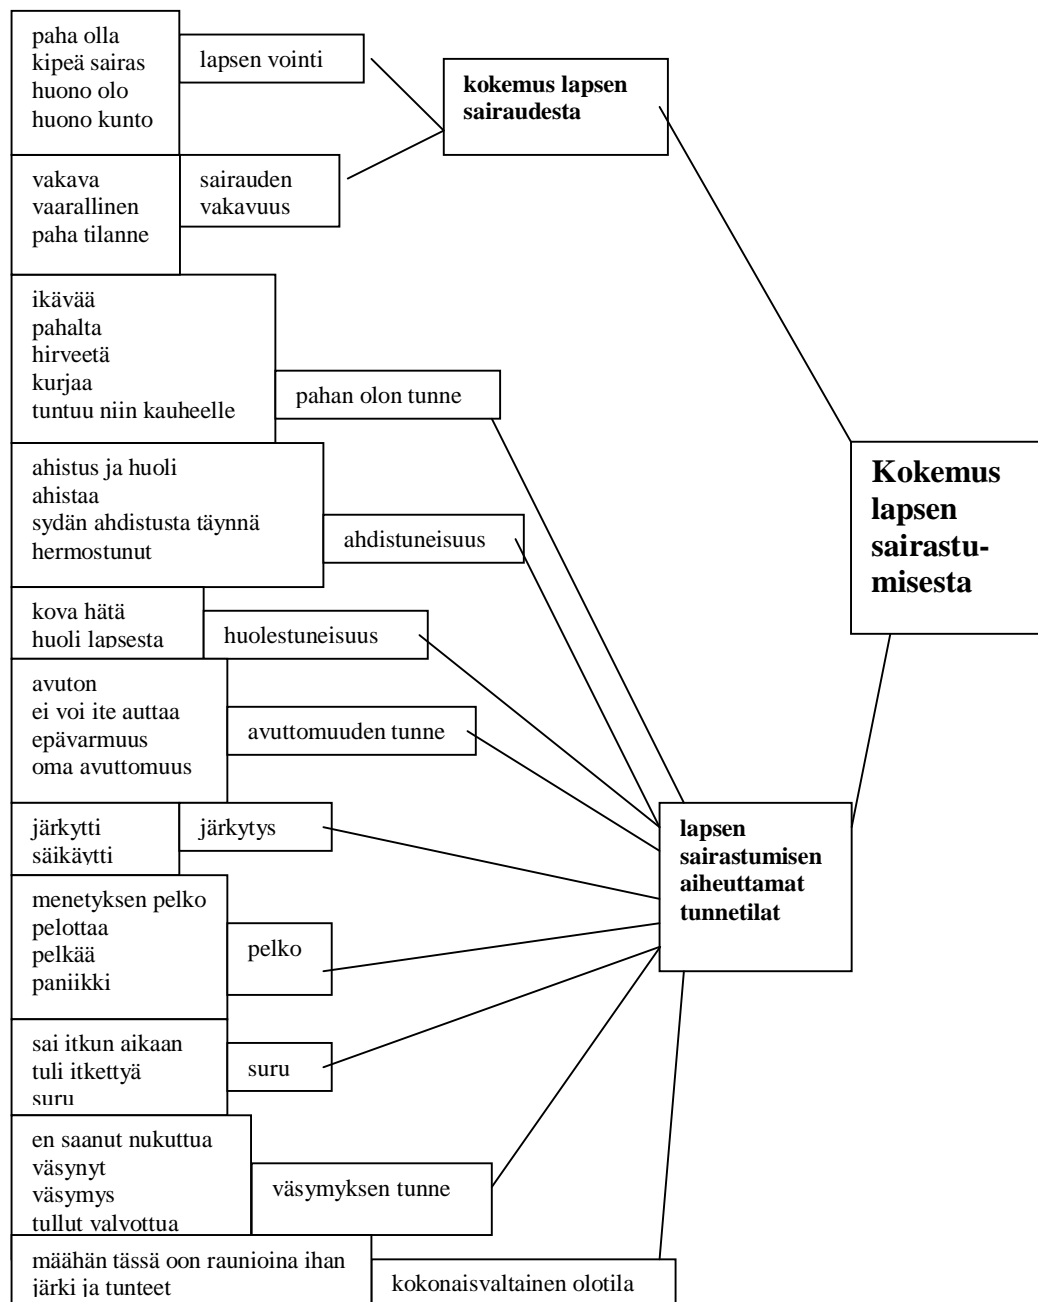 paha olla
kipeä sairas
huono olo
huono kunto
lapsen vointi
kokemus lapsen
sairaudesta
vakava
vaarallinen
paha tilanne
sairauden
vakavuus
ikävää
pahalta
hirveetä
kurjaa
tuntuu niin kauheelle
pahan olon tunne
ahistus ja huoli
ahistaa
sydän ahdistusta täynnä
hermostunut
ahdistuneisuus
Kokemus
lapsen
sairastu-
misesta
kova hätä
huoli lapsesta
huolestuneisuus
avuton
ei voi ite auttaa
epävarmuus
oma avuttomuus
avuttomuuden tunne
järkytti
säikäytti
järkytys
lapsen
sairastumisen
aiheuttamat
tunnetilat
menetyksen pelko
pelottaa
pelkää
paniikki
pelko
sai itkun aikaan
tuli itkettyä
suru
suru
en saanut nukuttua
väsynyt
väsymys
tullut valvottua
väsymyksen tunne
määhän tässä oon raunioina ihan
järki ja tunteet
kokonaisvaltainen olotila